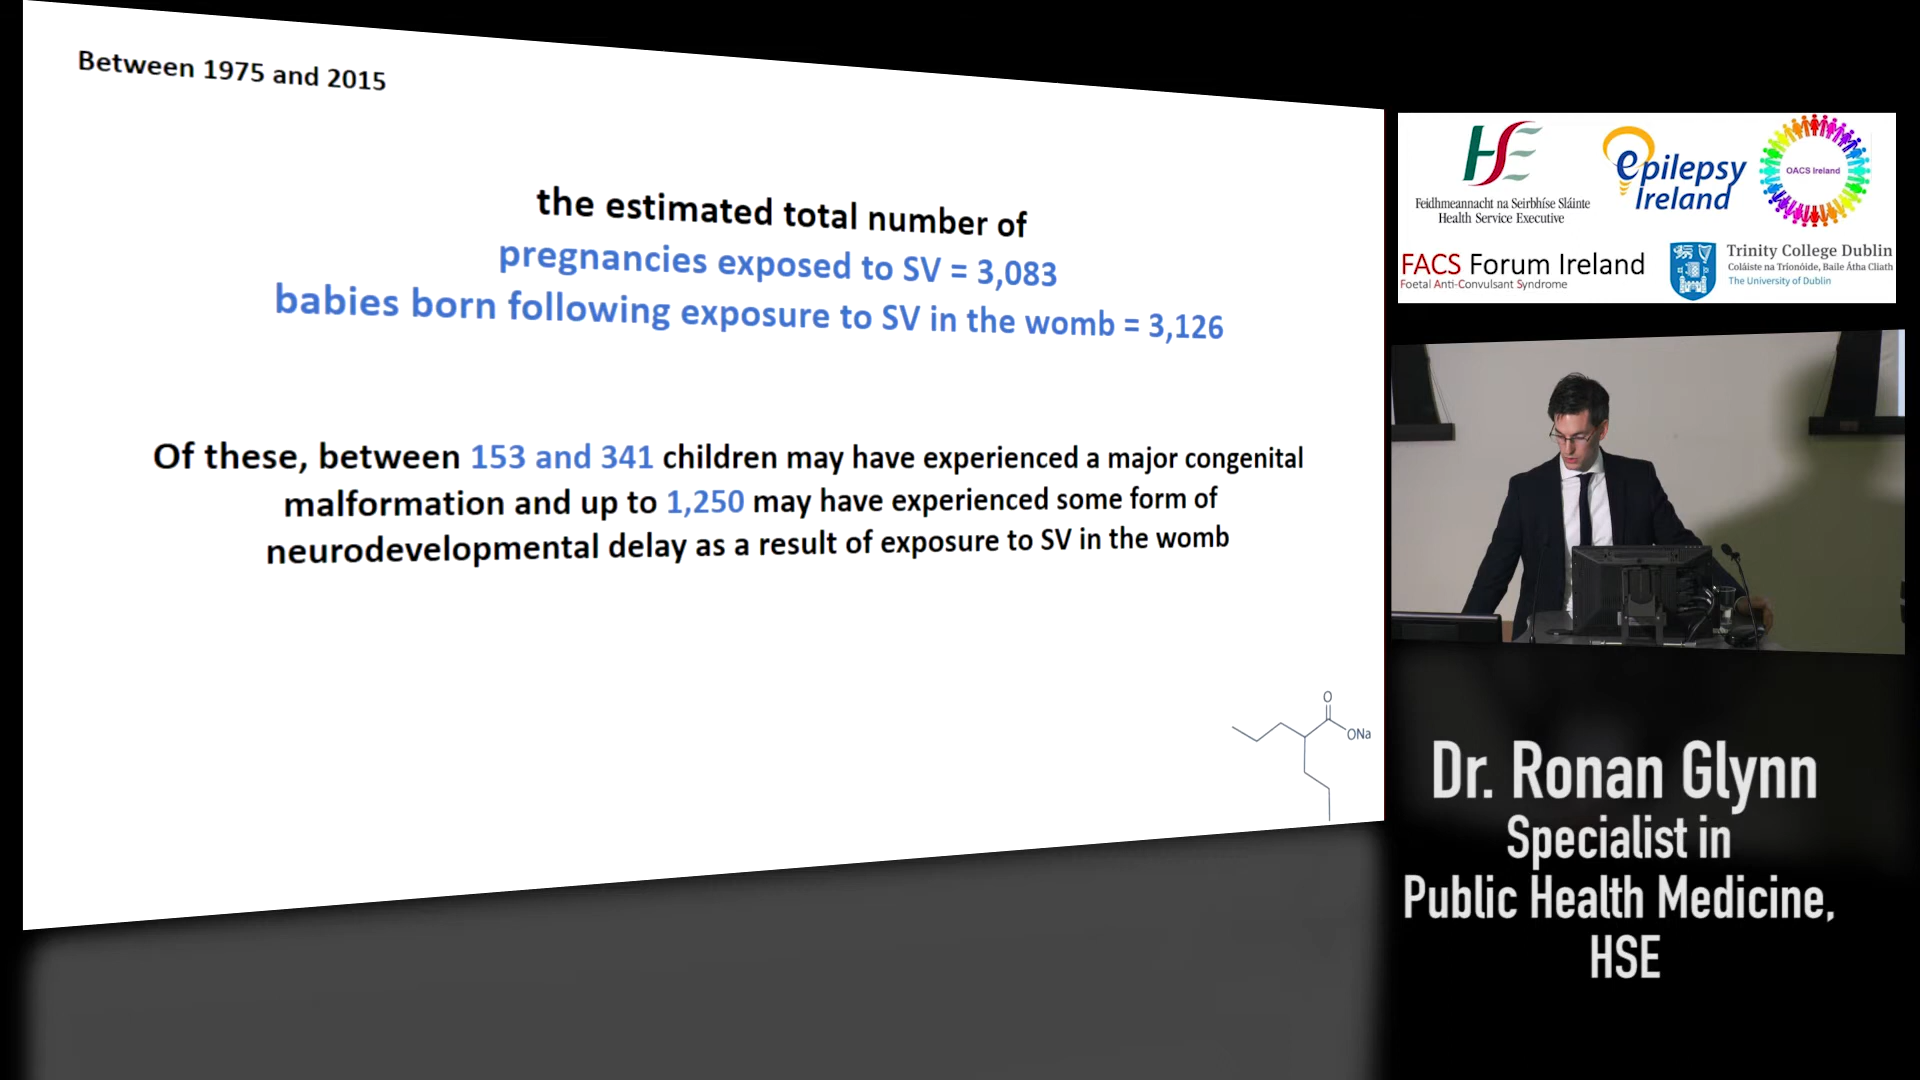 Between 1975 and 2015
the estimated total number of
pregnancies exposed to SV = 3,083
babies born following exposure to SV in the womb = 3,126
Of these, between 153 and 341 children may have experienced a major congenital
malformation and up to 1,250 may have experienced some form of
neurodevelopmental delay as a result of exposure to SV in the womb
O
ONa
HSE
Feidhmeannacht na Seirbhíse Sláinte
Health Service Executive
epilepsy
Ireland
OACS Ireland
FACS Forum Ireland
Foetal Anti-Convulsant Syndrome
Trinity College Dublin
Coláiste na Tríonóide, Baile Átha Cliath
The University of Dublin
Dr. Ronan Glynn
Specialist in
Public Health Medicine,
HSE